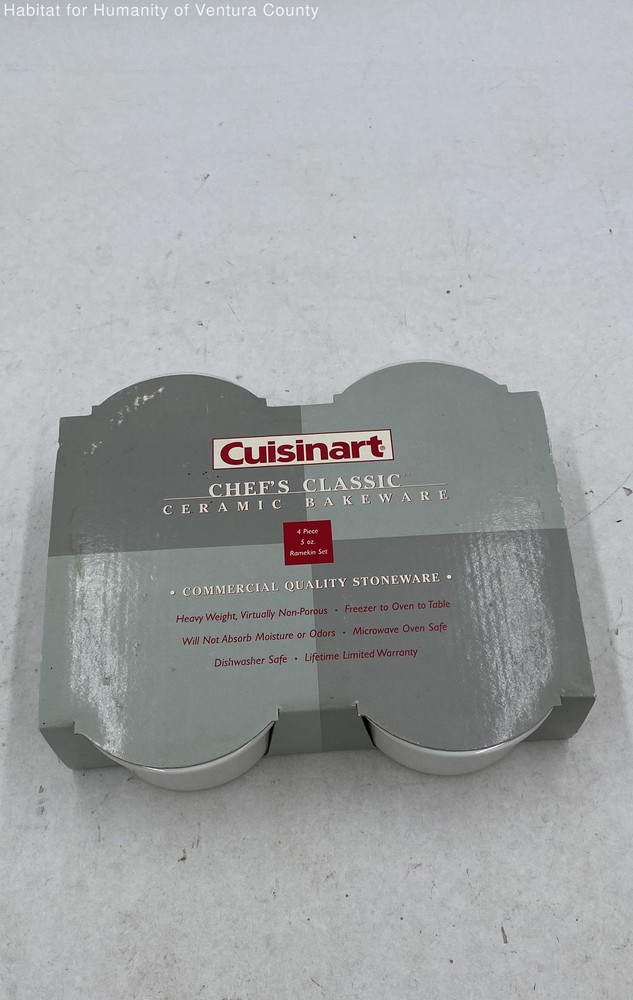 Habitat for Humanity of Ventura County
Cuisinart®
CHEF'S CLASSIC™
CERAMIC BAKEWARE
4 Piece
5 oz.
Ramekin Set
• COMMERCIAL QUALITY STONEWARE •
Heavy Weight, Virtually Non-Porous • Freezer to Oven to Table
Will Not Absorb Moisture or Odors • Microwave Oven Safe
Dishwasher Safe • Lifetime Limited Warranty